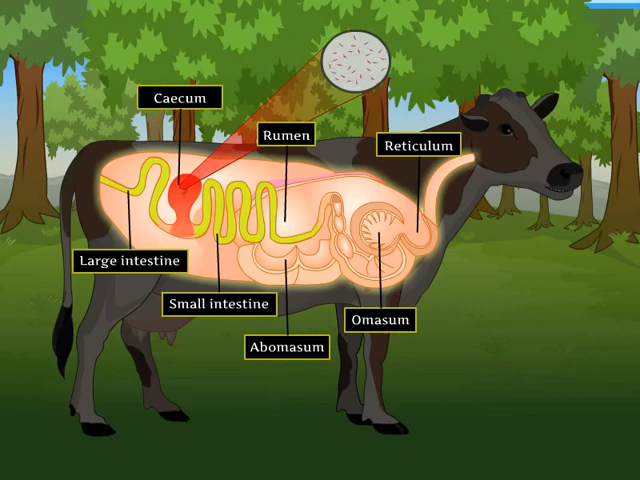 Caecum
Rumen
Reticulum
Large intestine
Small intestine
Omasum
Abomasum